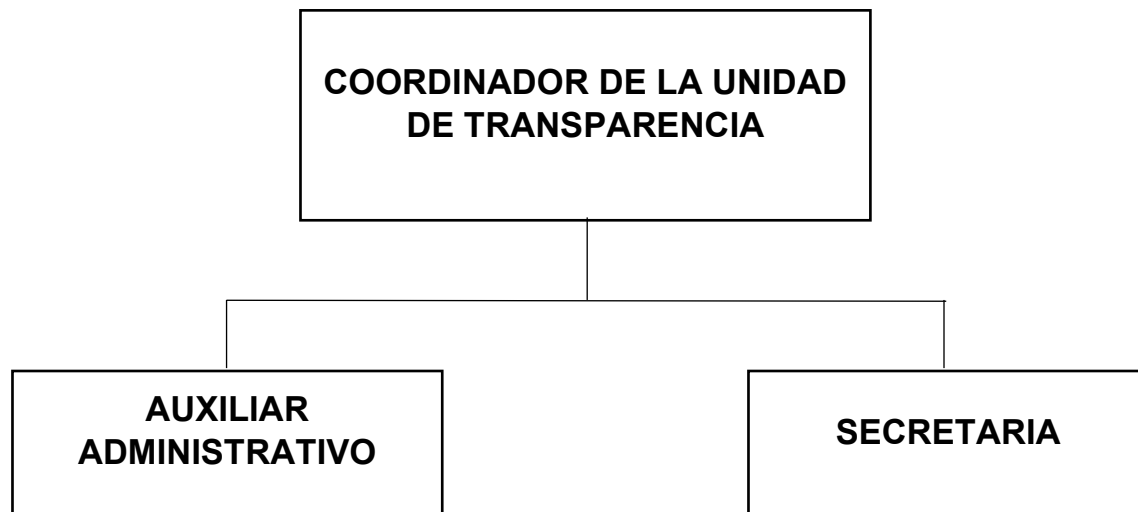 COORDINADOR DE LA UNIDAD
DE TRANSPARENCIA
AUXILIAR
ADMINISTRATIVO
SECRETARIA